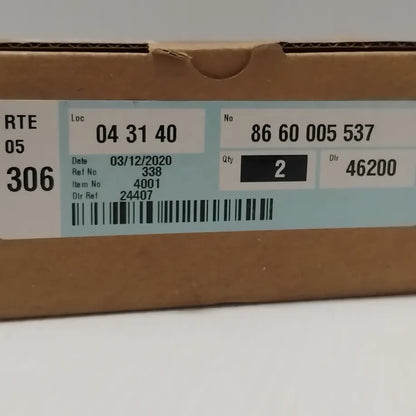 RTE
05
306
Loc
04 31 40
No
86 60 005 537
Date 03/12/2020
Ref No 338
Item No 4001
Dlr Ref 24407
Qty
2
Dlr
46200